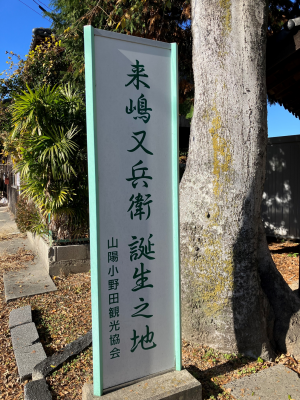 来嶋又兵衛 誕生之地
山陽小野田観光協会